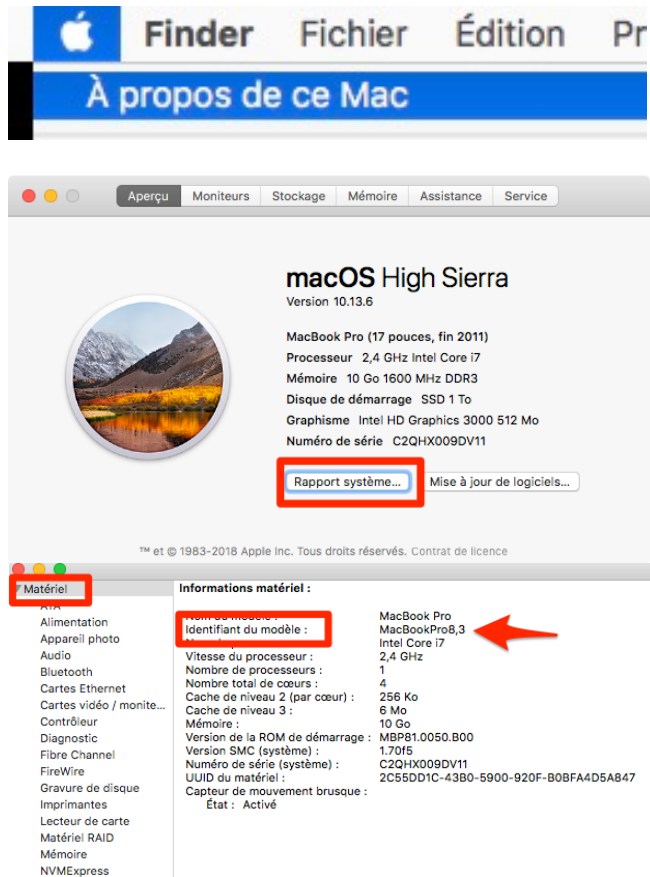 Finder Fichier Édition Pr
À propos de ce Mac
Aperçu Moniteurs Stockage Mémoire Assistance Service
macOS High Sierra
Version 10.13.6
MacBook Pro (17 pouces, fin 2011)
Processeur 2,4 GHz Intel Core i7
Mémoire 10 Go 1600 MHz DDR3
Disque de démarrage SSD 1 To
Graphisme Intel HD Graphics 3000 512 Mo
Numéro de série C2QHX009DV11
Rapport système... Mise à jour de logiciels...
™ et © 1983-2018 Apple Inc. Tous droits réservés. Contrat de licence
Matériel
ATA
Alimentation
Appareil photo
Audio
Bluetooth
Cartes Ethernet
Cartes vidéo / monite...
Contrôleur
Diagnostic
Fibre Channel
FireWire
Gravure de disque
Imprimantes
Lecteur de carte
Matériel RAID
Mémoire
NVMExpress
Informations matériel :
Nom du modèle : MacBook Pro
Identifiant du modèle : MacBookPro8,3
Intel Core i7
Vitesse du processeur : 2,4 GHz
Nombre de processeurs : 1
Nombre total de cœurs : 4
Cache de niveau 2 (par cœur) : 256 Ko
Cache de niveau 3 : 6 Mo
Mémoire : 10 Go
Version de la ROM de démarrage : MBP81.0050.B00
Version SMC (système) : 1.70f5
Numéro de série (système) : C2QHX009DV11
UUID du matériel : 2C55DD1C-43B0-5900-920F-B0BFA4D5A847
Capteur de mouvement brusque :
État : Activé